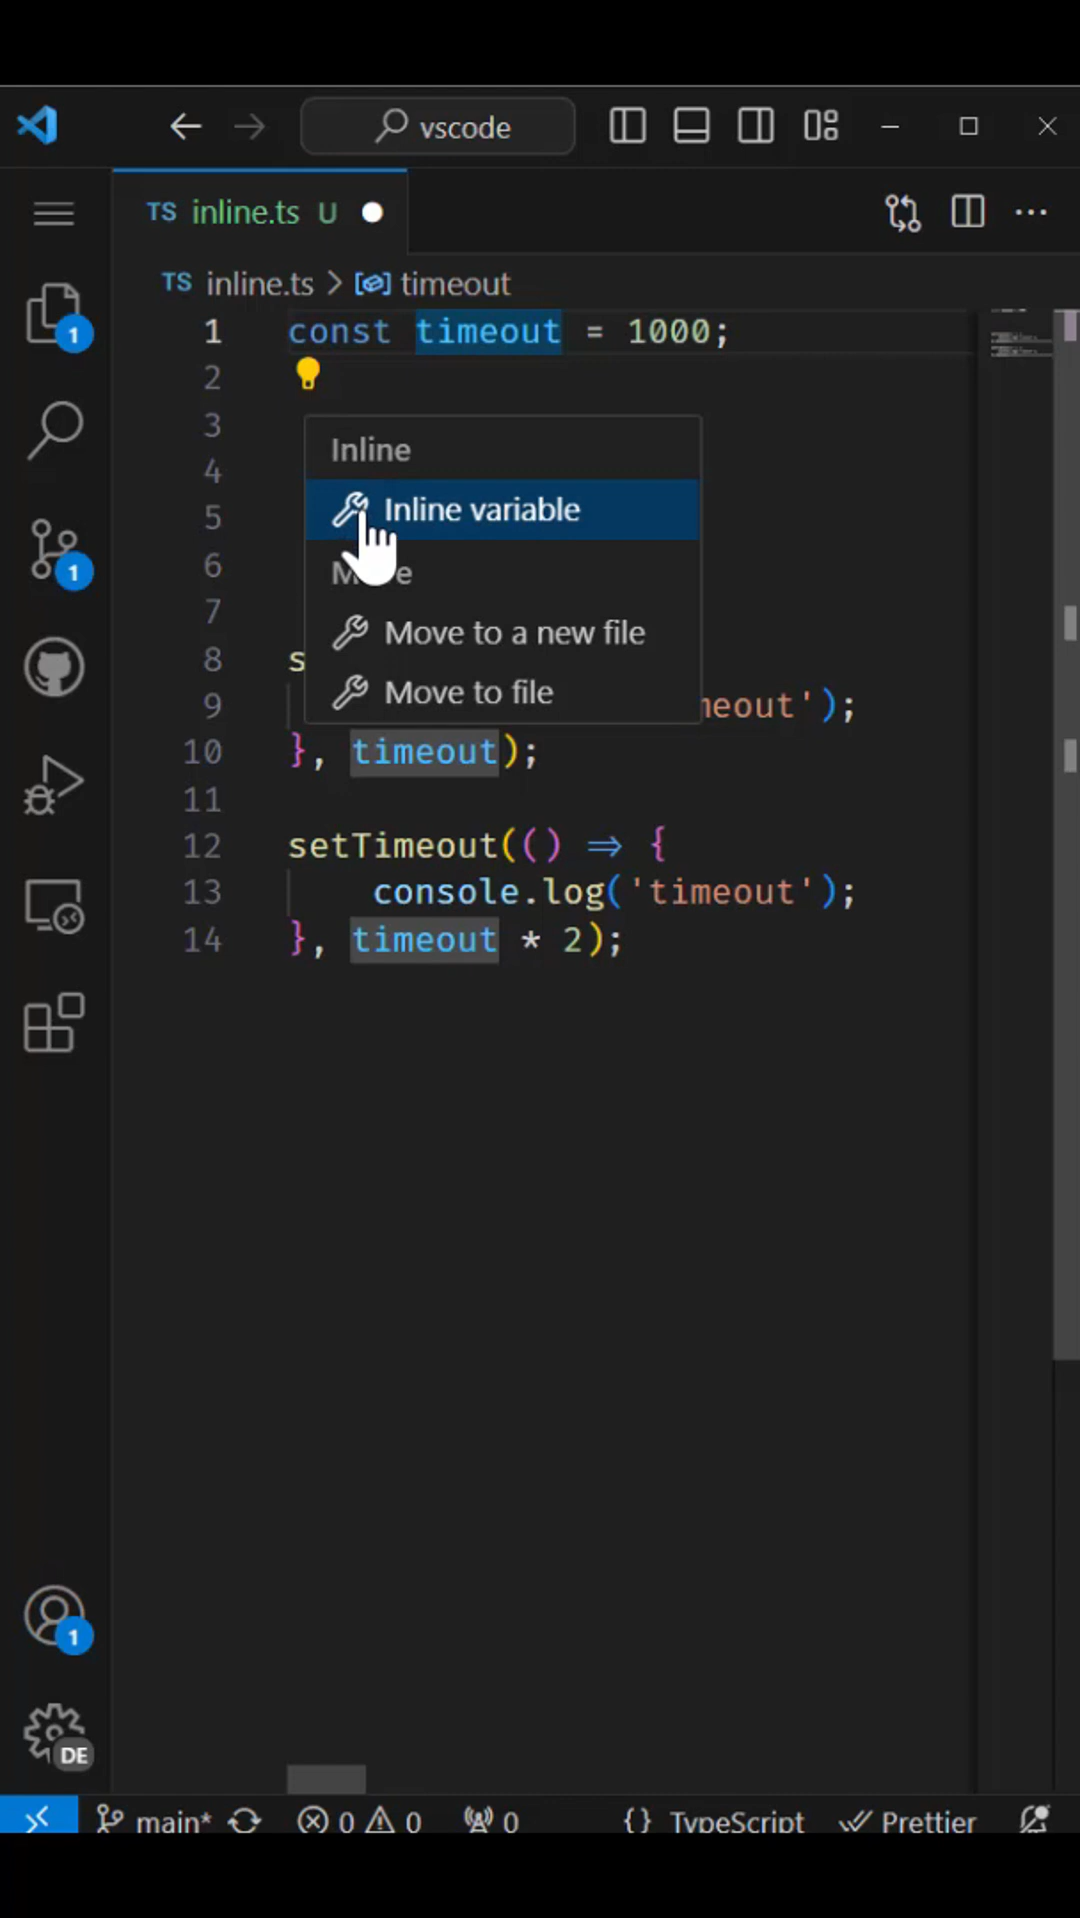 vscode
TS inline.ts U
TS inline.ts > timeout
1 const timeout = 1000;
2
3
Inline
4
5 Inline variable
6
7 Move to a new file
8 s
Move to file
9 meout');
10 }, timeout);
11
12 setTimeout(() => {
13 console.log('timeout');
14 }, timeout * 2);
1
1
1
DE
main* 0 0 0 {} TypeScript Prettier